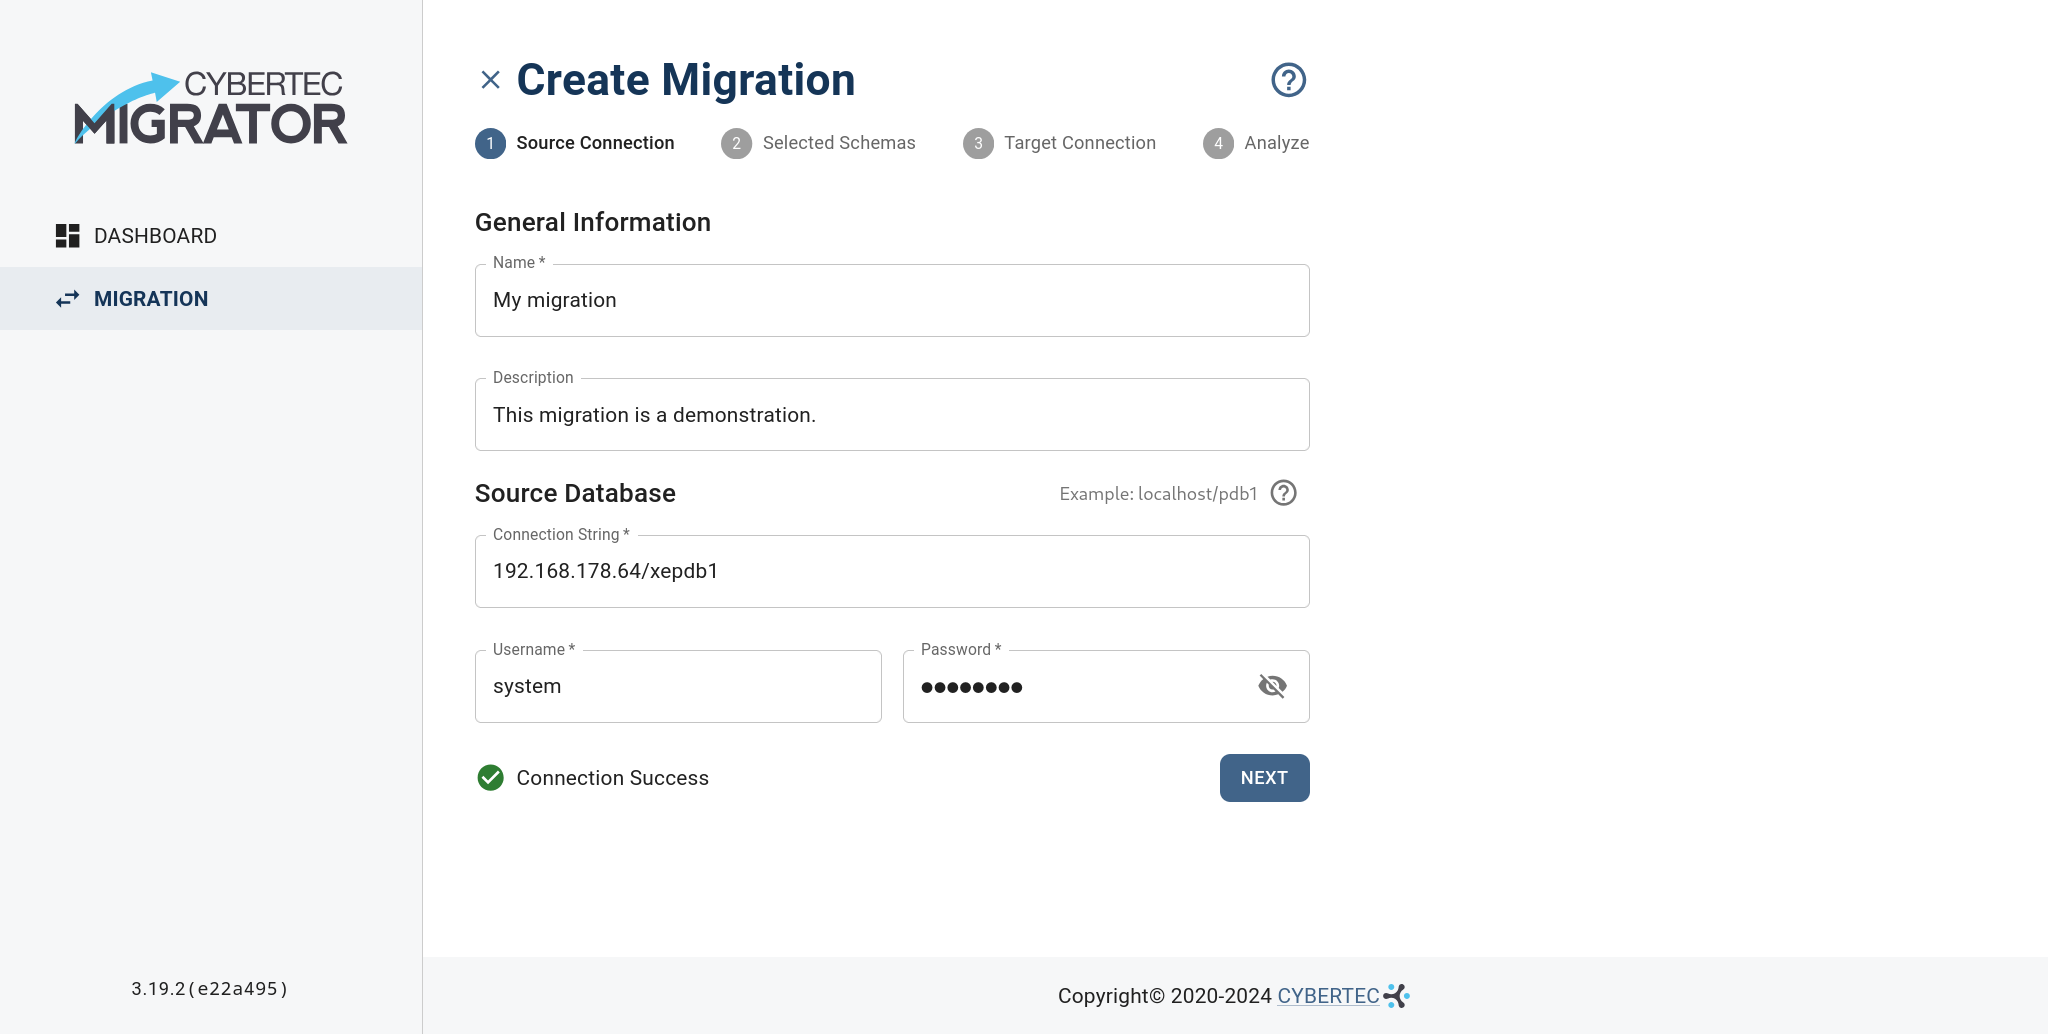 CYBERTEC
MIGRATOR
DASHBOARD
MIGRATION
3.19.2(e22a495)
Create Migration
1 Source Connection 2 Selected Schemas 3 Target Connection 4 Analyze
General Information
Name *
My migration
Description
This migration is a demonstration.
Source Database Example: localhost/pdb1
Connection String *
192.168.178.64/xepdb1
Username * Password *
system ••••••••
Connection Success NEXT
Copyright© 2020-2024 CYBERTEC